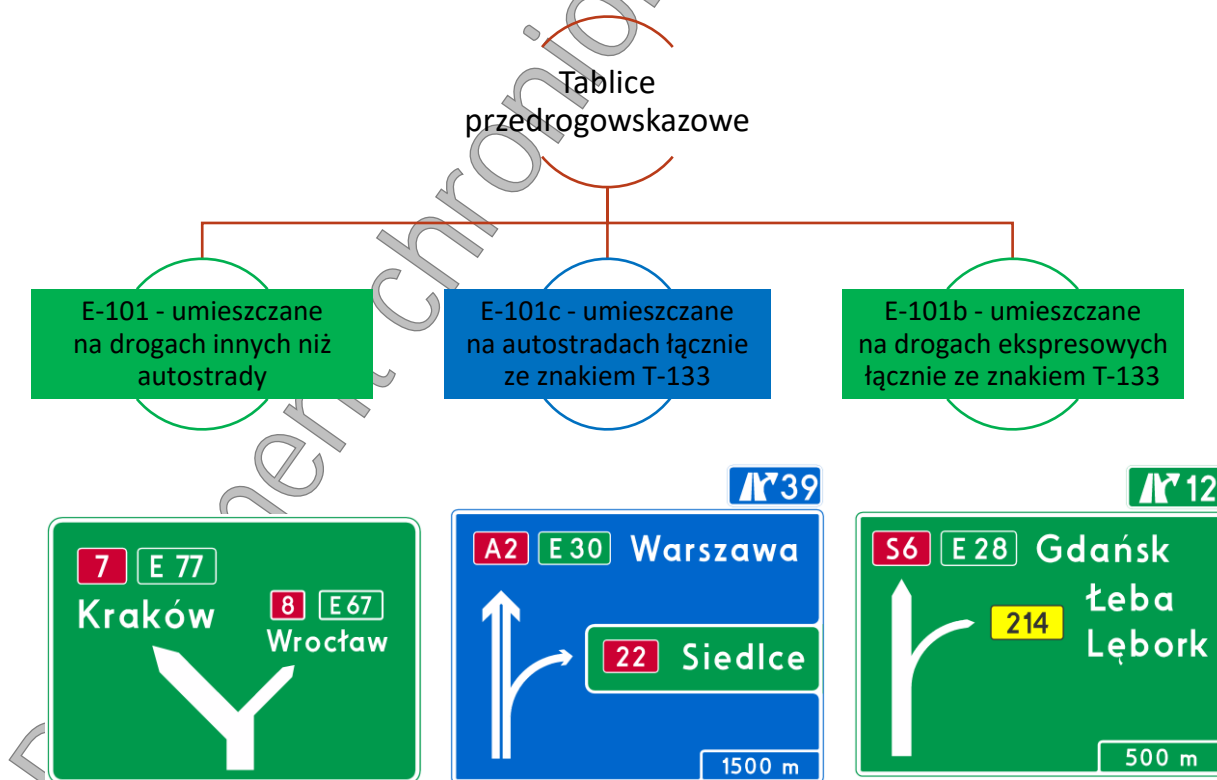 Tablice
przedrogowskazowe
E-101 - umieszczane
na drogach innych niż
autostrady
E-101c - umieszczane
na autostradach łącznie
ze znakiem T-133
E-101b - umieszczane
na drogach ekspresowych
łącznie ze znakiem T-133
7 E 77
Kraków
8 E 67
Wrocław
39
A2 E 30 Warszawa
22 Siedlce
1500 m
12
S6 E 28 Gdańsk
Łeba
214
Lębork
500 m